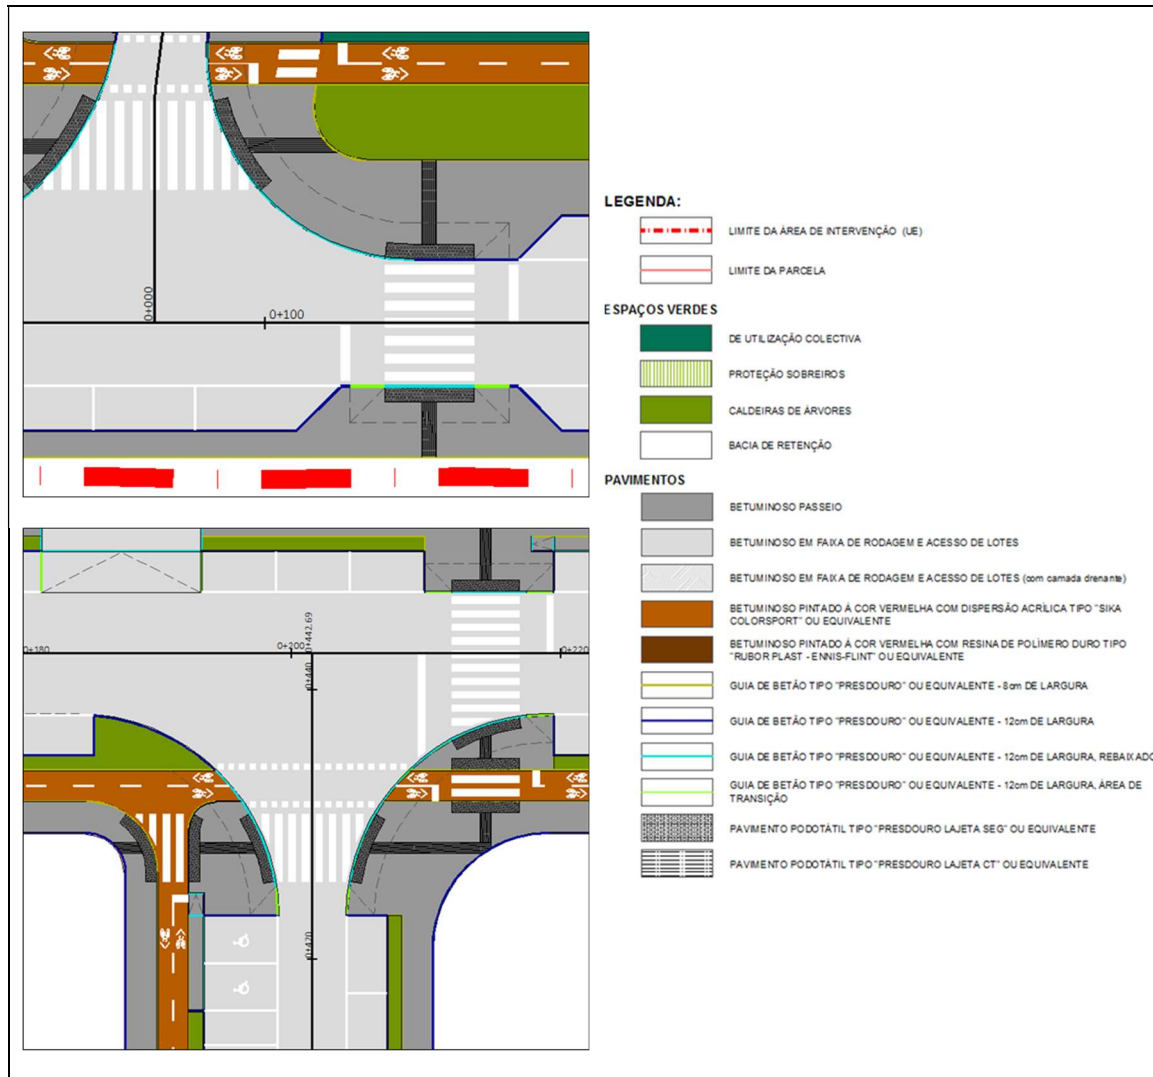 0+000
0+100
0+442.69
0+180
0+200
0+220
0+440
0+420
LEGENDA:
LIMITE DA ÁREA DE INTERVENÇÃO (UE)
LIMITE DA PARCELA
ESPAÇOS VERDES
DE UTILIZAÇÃO COLECTIVA
PROTEÇÃO SOBREIROS
CALDEIRAS DE ÁRVORES
BACIA DE RETENÇÃO
PAVIMENTOS
BETUMINOSO PASSEIO
BETUMINOSO EM FAIXA DE RODAGEM E ACESSO DE LOTES
BETUMINOSO EM FAIXA DE RODAGEM E ACESSO DE LOTES (com camada drenante)
BETUMINOSO PINTADO À COR VERMELHA COM DISPERSÃO ACRÍLICA TIPO "SIKA
COLORSPORT" OU EQUIVALENTE
BETUMINOSO PINTADO À COR VERMELHA COM RESINA DE POLÍMERO DURO TIPO
"RUBOR PLAST - ENNIS-FLINT" OU EQUIVALENTE
GUIA DE BETÃO TIPO "PRESDOURO" OU EQUIVALENTE - 8cm DE LARGURA
GUIA DE BETÃO TIPO "PRESDOURO" OU EQUIVALENTE - 12cm DE LARGURA
GUIA DE BETÃO TIPO "PRESDOURO" OU EQUIVALENTE - 12cm DE LARGURA, REBAIXADO
GUIA DE BETÃO TIPO "PRESDOURO" OU EQUIVALENTE - 12cm DE LARGURA, ÁREA DE
TRANSIÇÃO
PAVIMENTO PODOTÁTIL TIPO "PRESDOURO LAJETA SEG" OU EQUIVALENTE
PAVIMENTO PODOTÁTIL TIPO "PRESDOURO LAJETA CT" OU EQUIVALENTE